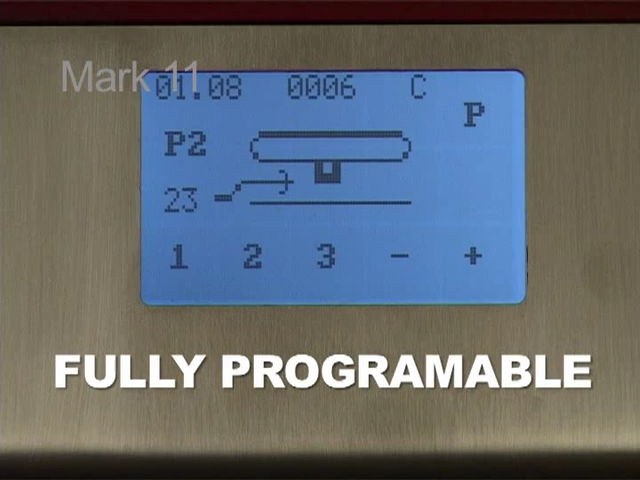 Mark 11
01.08 0006 C
P
P2
23
1 2 3 - +
FULLY PROGRAMABLE